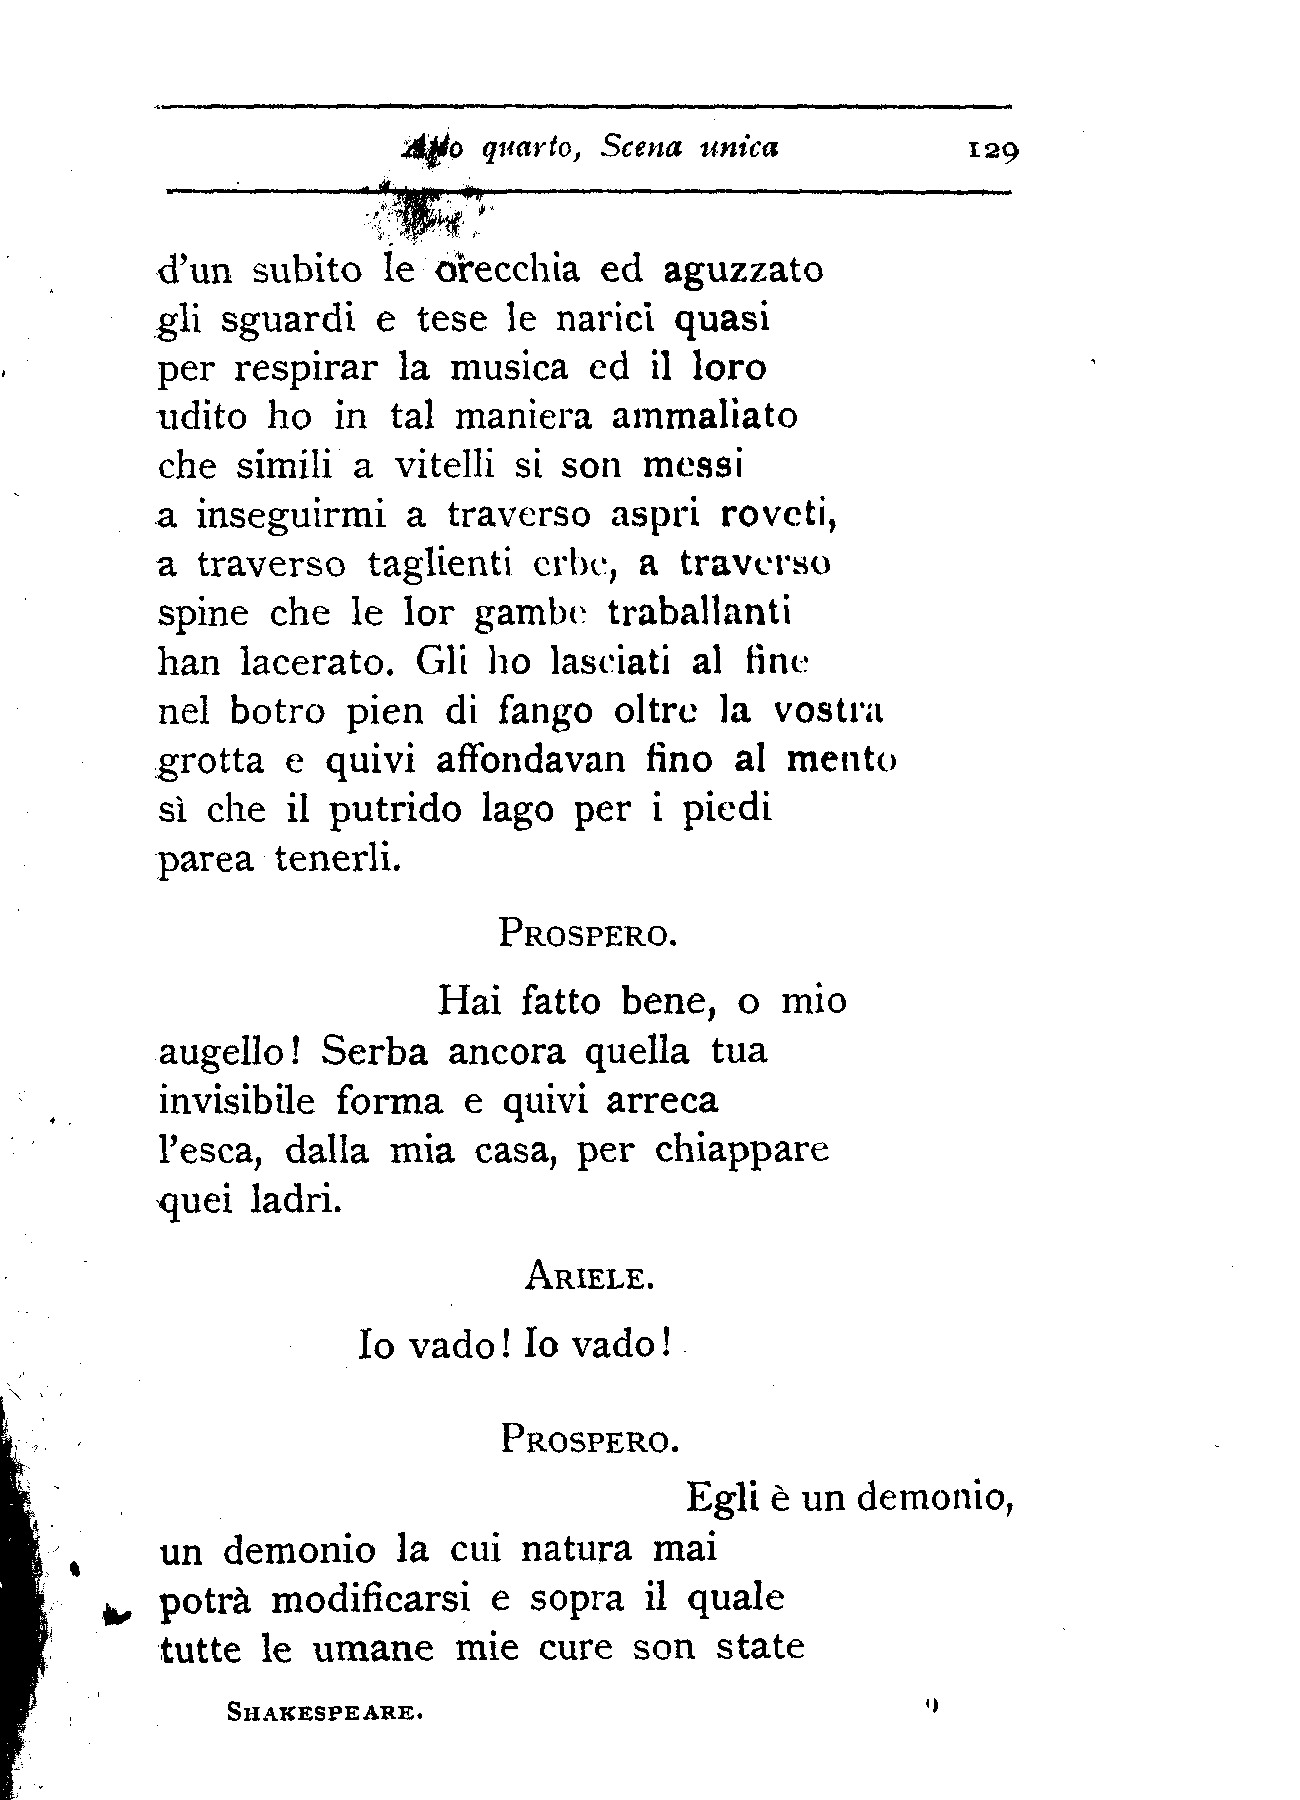 Atto quarto, Scena unica 129
d'un subito le orecchia ed aguzzato
gli sguardi e tese le narici quasi
per respirar la musica ed il loro
udito ho in tal maniera ammaliato
che simili a vitelli si son messi
a inseguirmi a traverso aspri roveti,
a traverso taglienti erbe, a traverso
spine che le lor gambe traballanti
han lacerato. Gli ho lasciati al fine
nel botro pien di fango oltre la vostra
grotta e quivi affondavan fino al mento
sì che il putrido lago per i piedi
parea tenerli.
PROSPERO.
Hai fatto bene, o mio
augello! Serba ancora quella tua
invisibile forma e quivi arreca
l'esca, dalla mia casa, per chiappare
quei ladri.
ARIELE.
Io vado! Io vado!
PROSPERO.
Egli è un demonio,
un demonio la cui natura mai
potrà modificarsi e sopra il quale
tutte le umane mie cure son state
SHAKESPEARE. 9